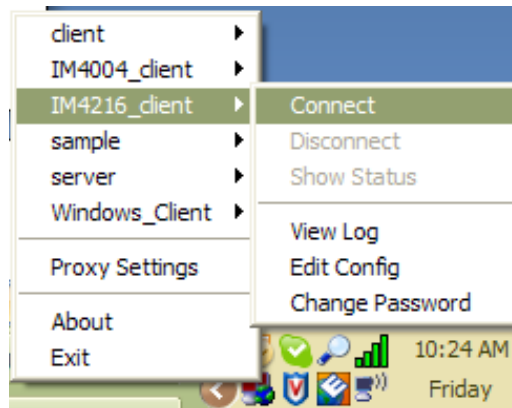 client
IM4004_client
IM4216_client
sample
server
Windows_Client
Proxy Settings
About
Exit
Connect
Disconnect
Show Status
View Log
Edit Config
Change Password
10:24 AM
Friday